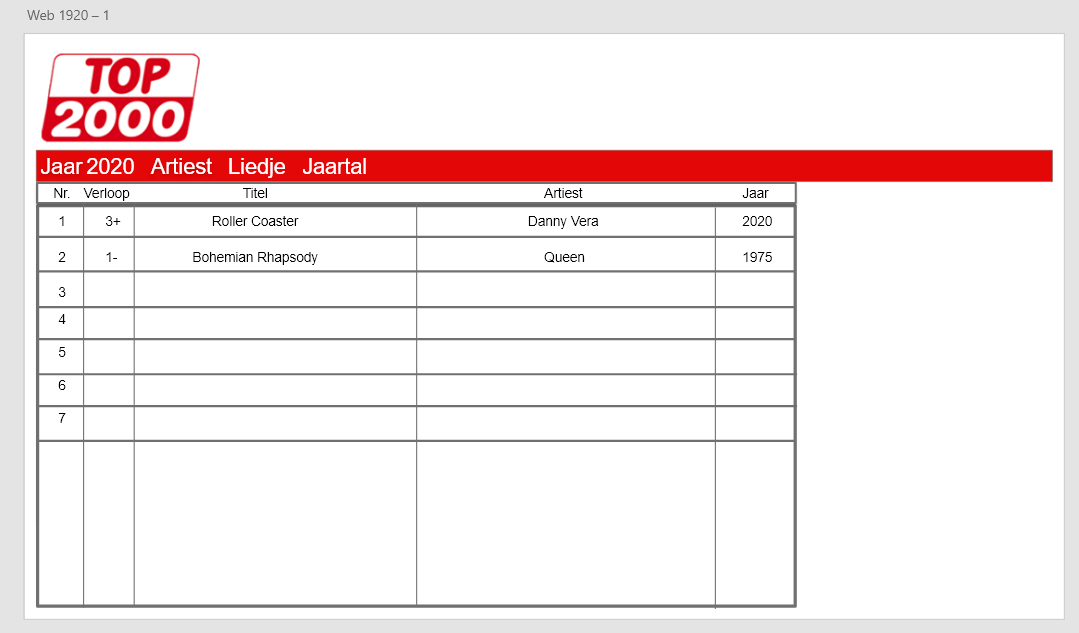 Web 1920 – 1
TOP
2000
Jaar 2020 Artiest Liedje Jaartal
Nr. Verloop Titel Artiest Jaar
1 3+ Roller Coaster Danny Vera 2020
2 1- Bohemian Rhapsody Queen 1975
3
4
5
6
7